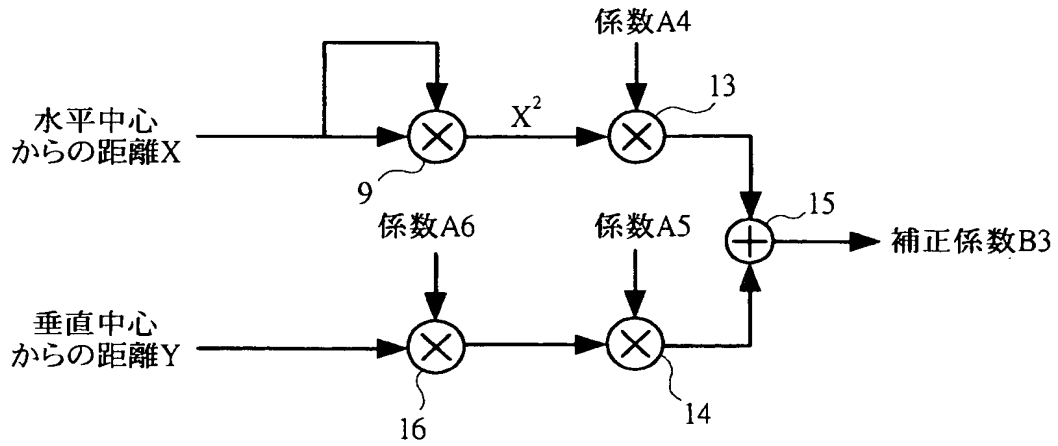 係数A4
13
水平中心
からの距離X
X²
9
係数A6
係数A5
15
補正係数B3
垂直中心
からの距離Y
16
14